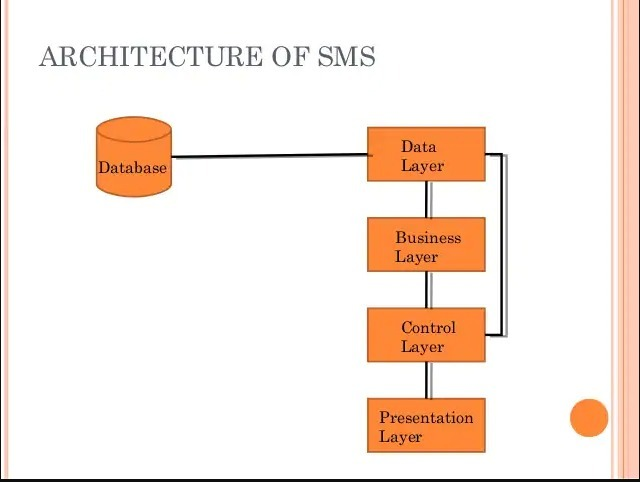 ARCHITECTURE OF SMS
Database
Data
Layer
Business
Layer
Control
Layer
Presentation
Layer